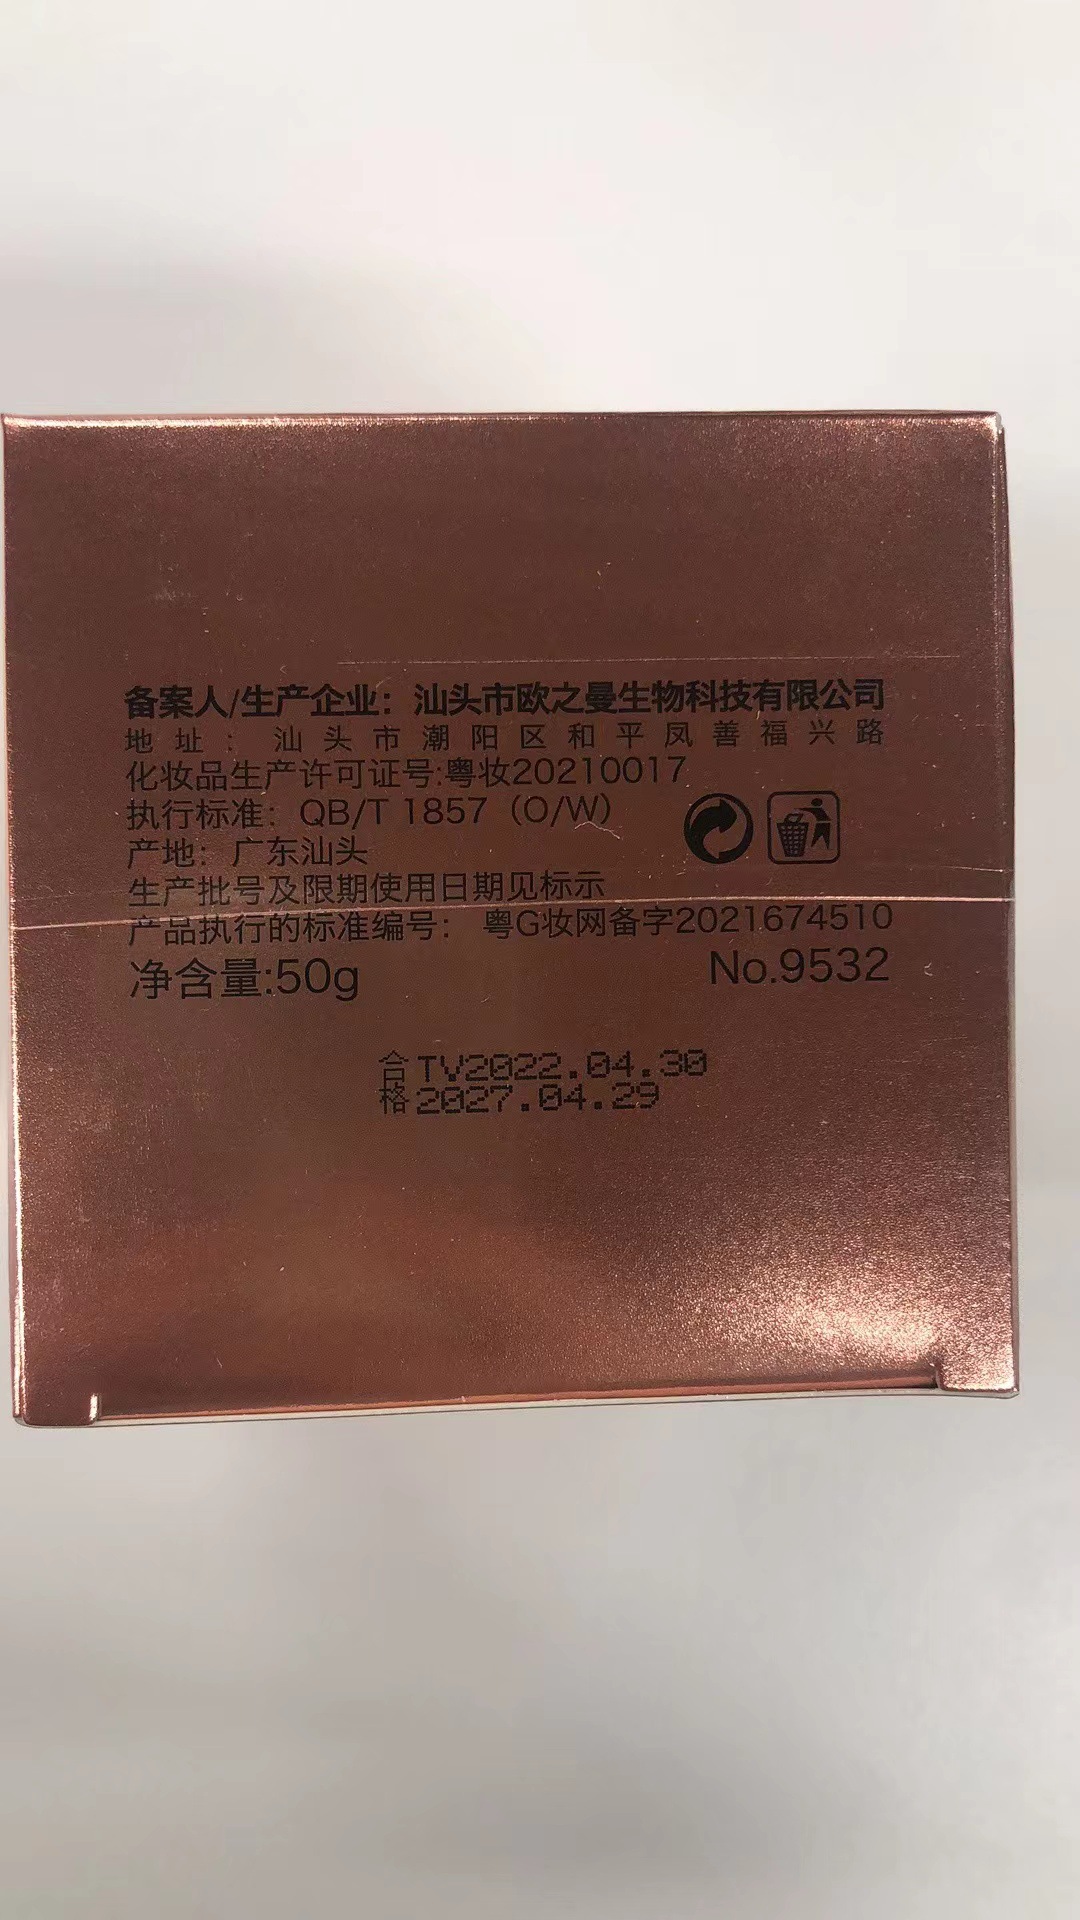 备案人/生产企业：汕头市欧之曼生物科技有限公司
地址：汕头市潮阳区和平凤善福兴路
化妆品生产许可证号:粤妆20210017
执行标准：QB/T 1857（O/W）
产地：广东汕头
生产批号及限期使用日期见标示
产品执行的标准编号：粤G妆网备字2021674510
净含量:50g No.9532
合 TV2022.04.30
格 2027.04.29